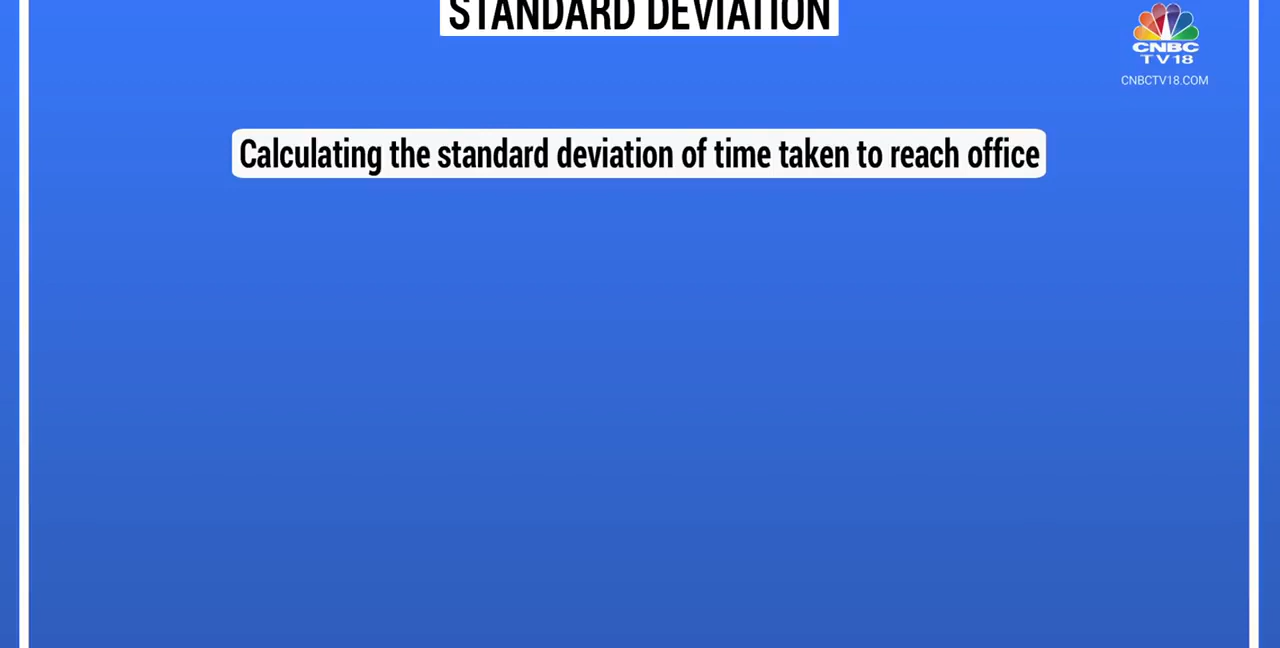 STANDARD DEVIATION
CNBC
TV18
CNBCTV18.COM
Calculating the standard deviation of time taken to reach office